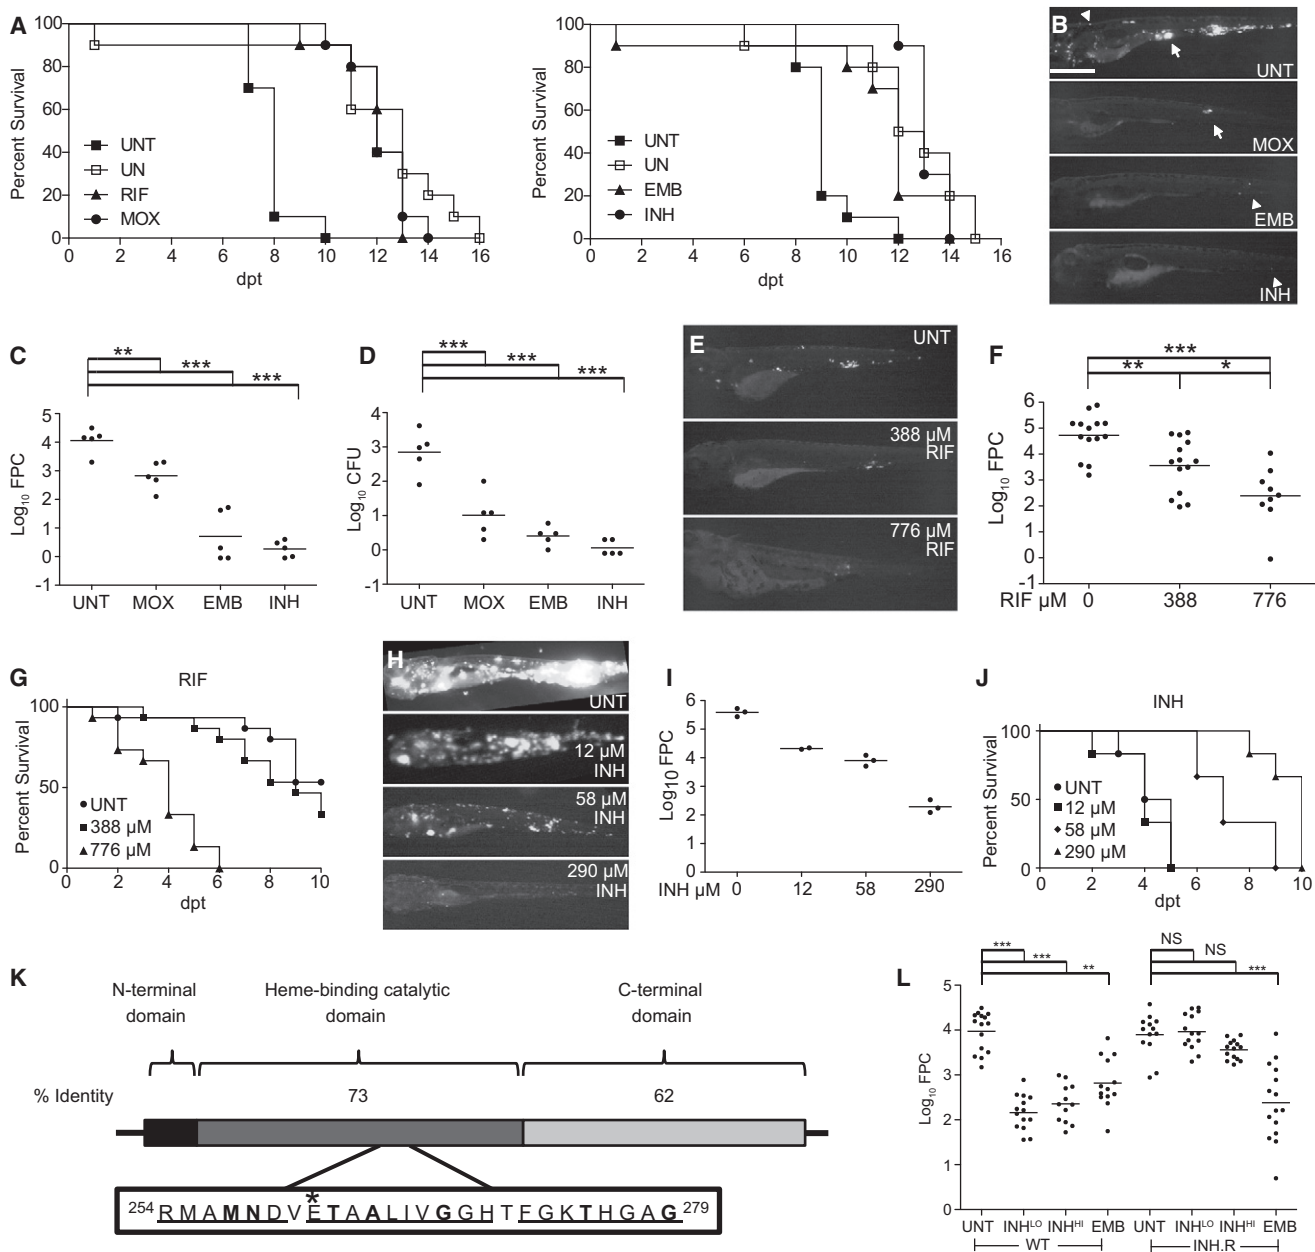 A
Percent Survival
100
80
60
40
20
0
UNT
UN
RIF
MOX
0 2 4 6 8 10 12 14 16
dpt
Percent Survival
100
80
60
40
20
0
UNT
UN
EMB
INH
0 2 4 6 8 10 12 14 16
dpt
B
UNT
MOX
EMB
INH
C
** *** ***
Log10 FPC
5
4
3
2
1
0
-1
UNT MOX EMB INH
D
*** *** ***
Log10 CFU
4
3
2
1
0
-1
UNT MOX EMB INH
E
UNT
388 µM
RIF
776 µM
RIF
F
***
** *
Log10 FPC
6
5
4
3
2
1
0
-1
RIF µM 0 388 776
G
RIF
Percent Survival
100
50
0
UNT
388 µM
776 µM
0 2 4 6 8 10
dpt
H
UNT
12 µM
INH
58 µM
INH
290 µM
INH
I
Log10 FPC
6
5
4
3
2
1
0
INH µM 0 12 58 290
J
INH
Percent Survival
100
50
0
UNT
12 µM
58 µM
290 µM
0 2 4 6 8 10
dpt
K
N-terminal
domain
Heme-binding catalytic
domain
C-terminal
domain
% Identity 73 62
*
254 RMAMNDVETAALIVGGHTFGKTHGAG 279
L
*** *** **
NS NS ***
Log10 FPC
5
4
3
2
1
0
UNT INHLO INHHI EMB UNT INHLO INHHI EMB
WT INH.R